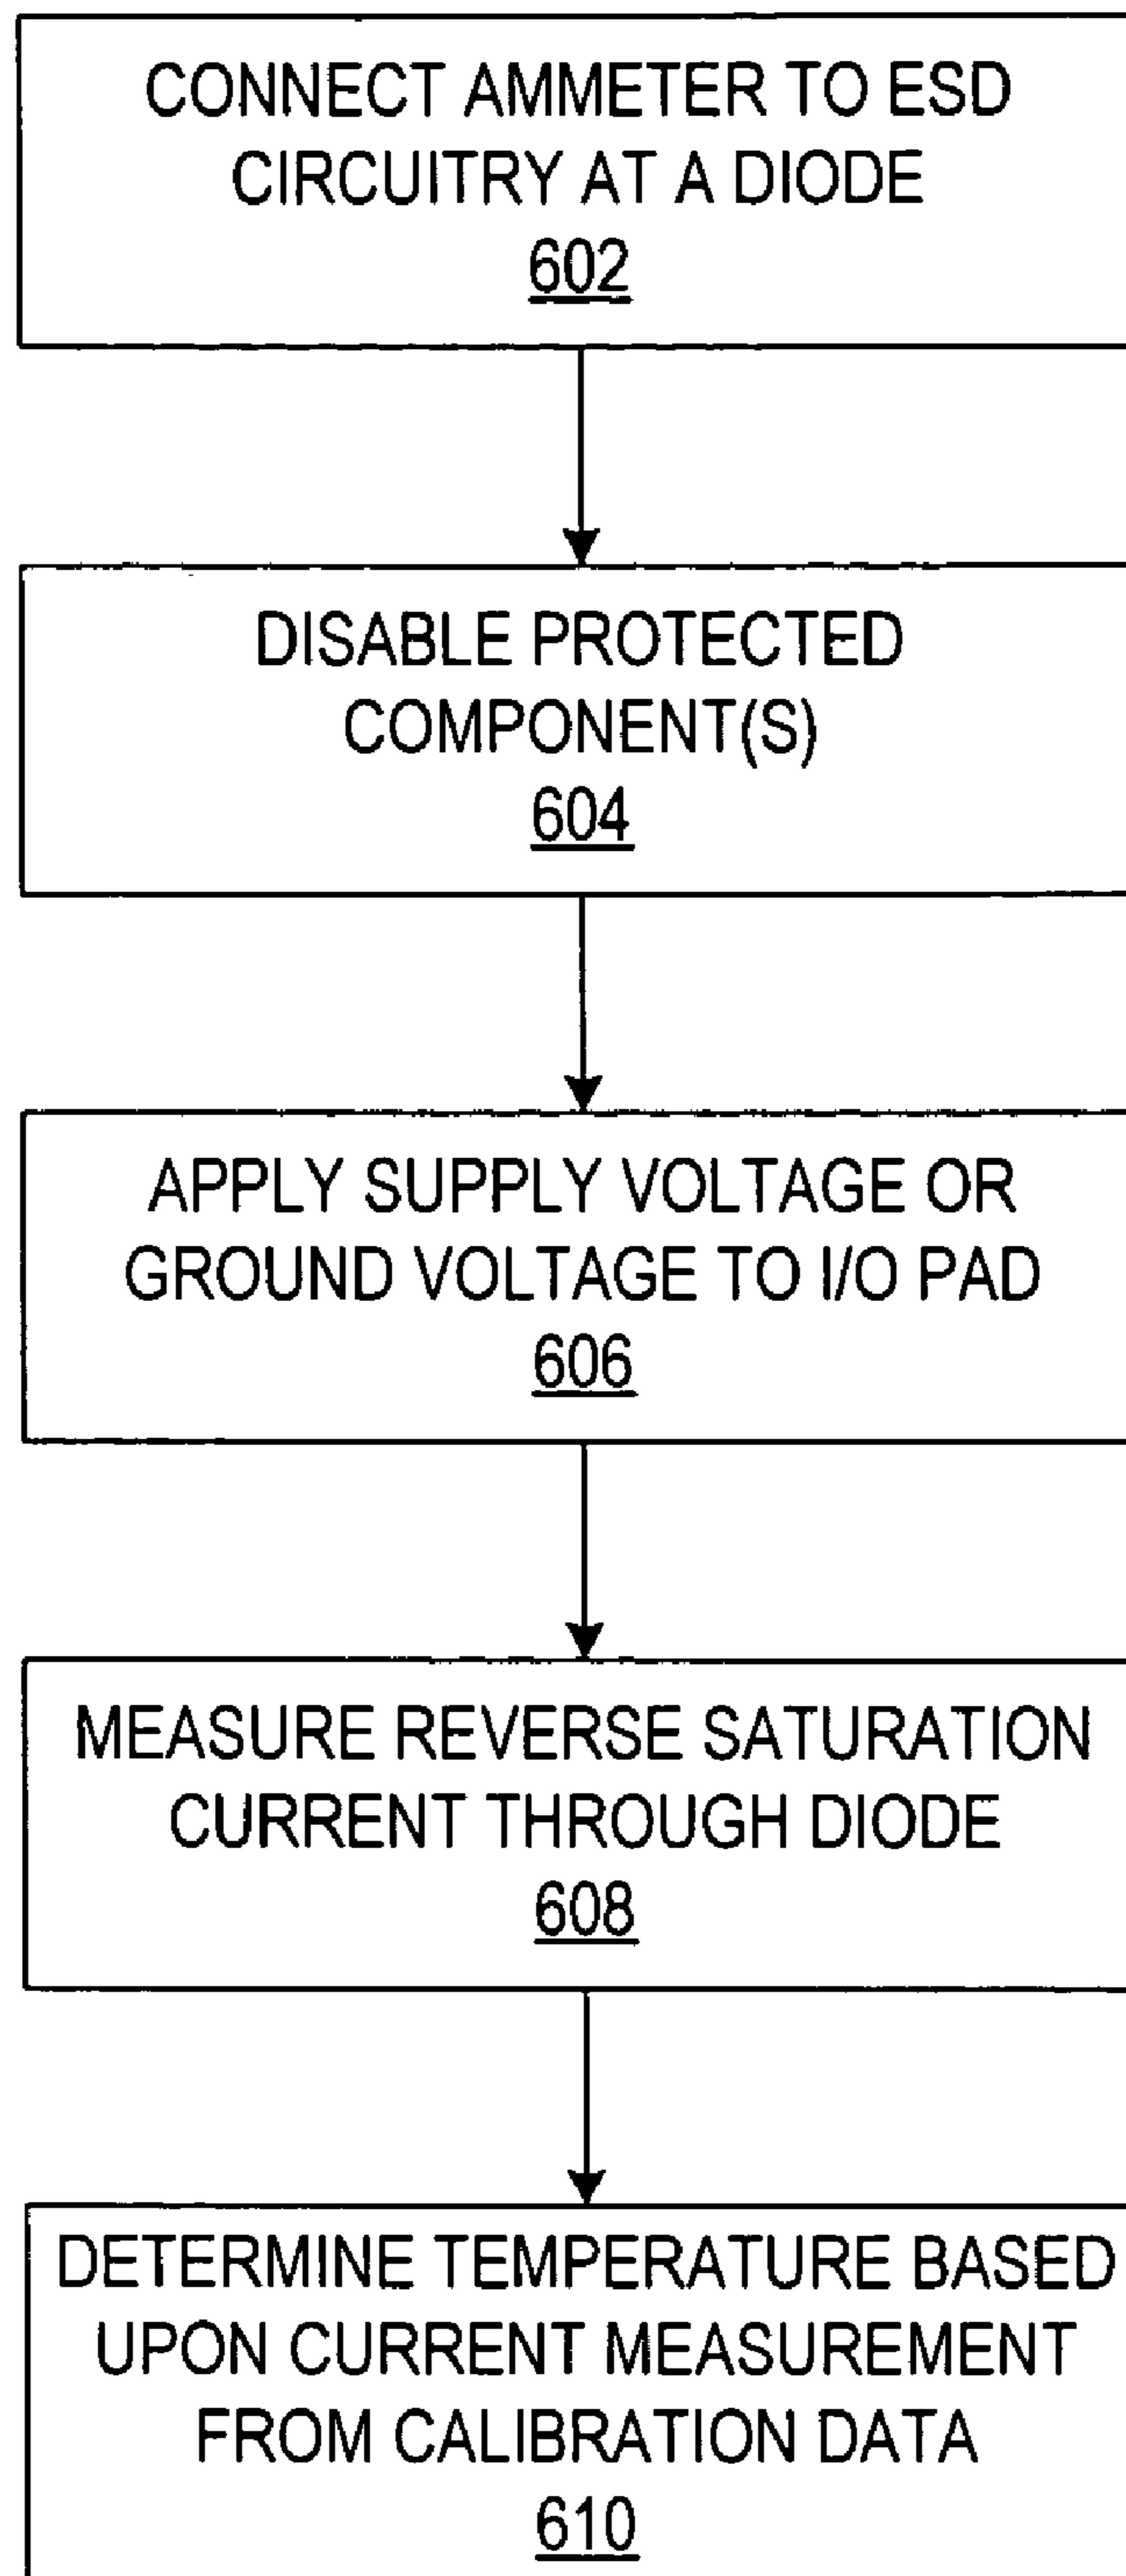 CONNECT AMMETER TO ESD
CIRCUITRY AT A DIODE
602
DISABLE PROTECTED
COMPONENT(S)
604
APPLY SUPPLY VOLTAGE OR
GROUND VOLTAGE TO I/O PAD
606
MEASURE REVERSE SATURATION
CURRENT THROUGH DIODE
608
DETERMINE TEMPERATURE BASED
UPON CURRENT MEASUREMENT
FROM CALIBRATION DATA
610